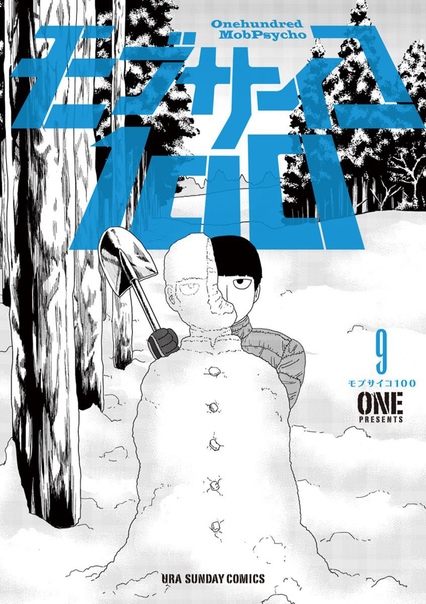 Onehundred
MobPsycho
モブサイコ
100
9
モブサイコ100
ONE
PRESENTS
URA SUNDAY COMICS